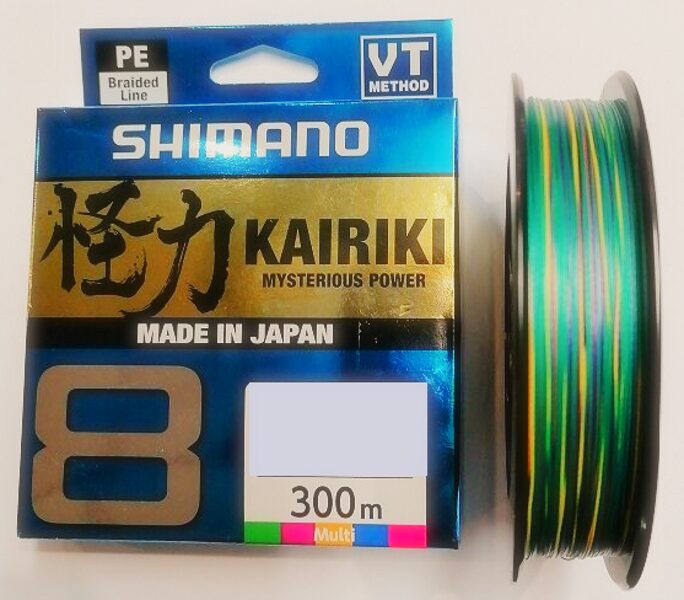 PE
Braided
Line
VT
METHOD
SHIMANO
怪力 KAIRIKI
MYSTERIOUS POWER
MADE IN JAPAN
8
300m
Multi